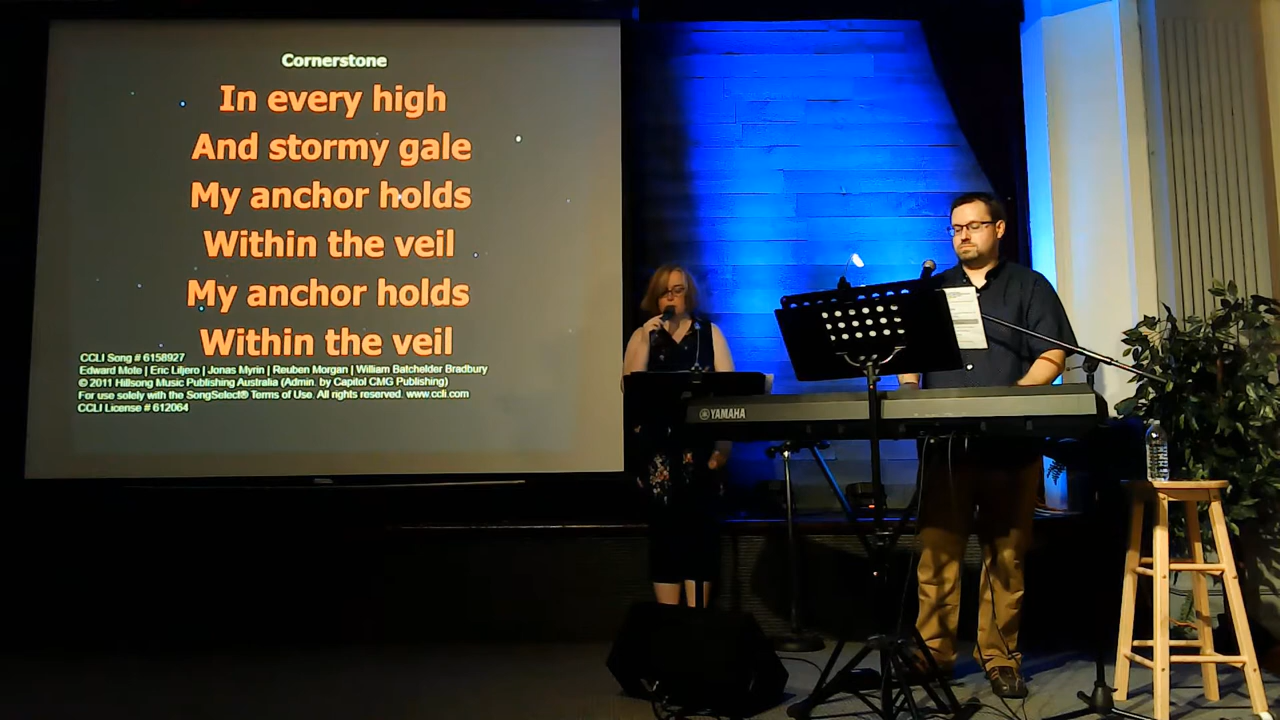 Cornerstone
In every high
And stormy gale
My anchor holds
Within the veil
My anchor holds
Within the veil
CCLI Song # 6158927
Edward Mote | Eric Liljero | Jonas Myrin | Reuben Morgan | William Batchelder Bradbury
© 2011 Hillsong Music Publishing Australia (Admin. by Capitol CMG Publishing)
For use solely with the SongSelect® Terms of Use. All rights reserved. www.ccli.com
CCLI License # 612064
YAMAHA